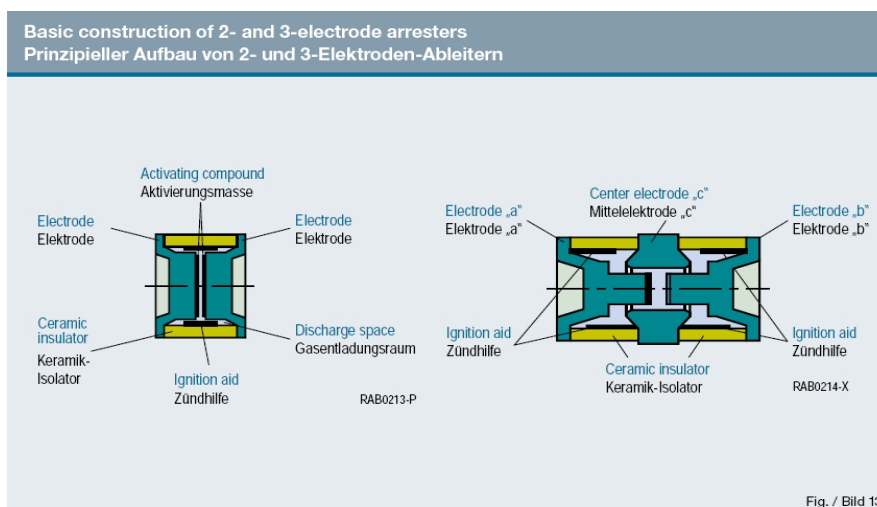 Basic construction of 2- and 3-electrode arresters
Prinzipieller Aufbau von 2- und 3-Elektroden-Ableitern
Activating compound
Aktivierungsmasse
Electrode
Elektrode
Electrode
Elektrode
Ceramic
insulator
Keramik-
Isolator
Discharge space
Gasentladungsraum
Ignition aid
Zündhilfe
RAB0213-P
Center electrode „c"
Mittelelektrode „c"
Electrode „a"
Elektrode „a"
Electrode „b"
Elektrode „b"
Ignition aid
Zündhilfe
Ignition aid
Zündhilfe
Ceramic insulator
Keramik-Isolator
RAB0214-X
Fig. / Bild